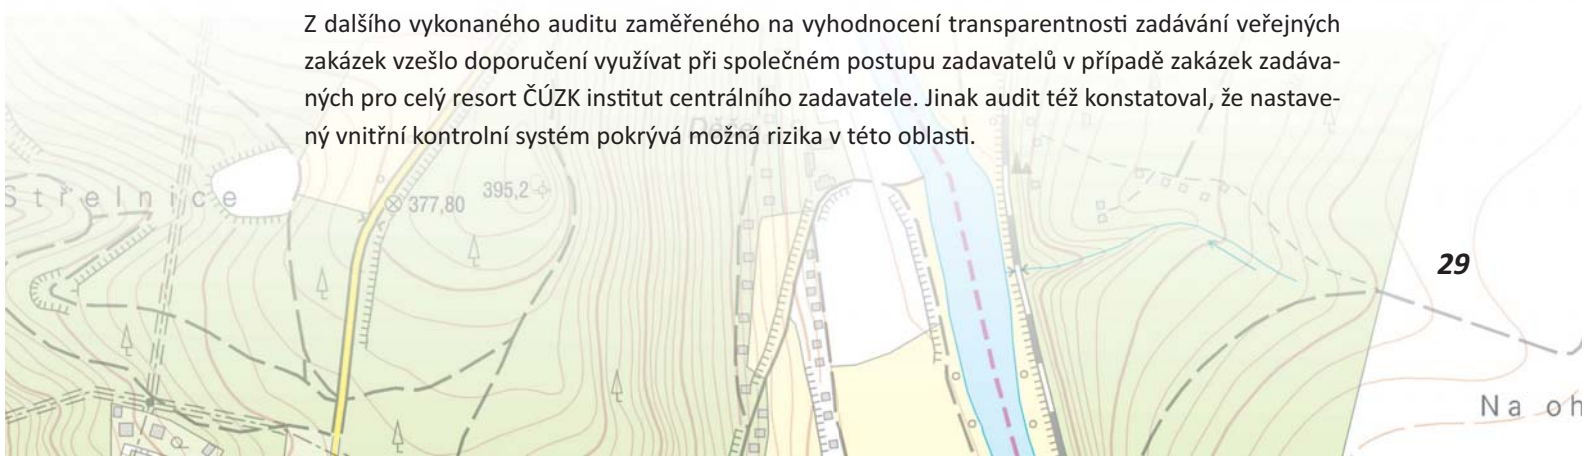 Z dalšího vykonaného auditu zaměřeného na vyhodnocení transparentnosti zadávání veřejných
zakázek vzešlo doporučení využívat při společném postupu zadavatelů v případě zakázek zadáva-
ných pro celý resort ČÚZK institut centrálního zadavatele. Jinak audit též konstatoval, že nastave-
ný vnitřní kontrolní systém pokrývá možná rizika v této oblasti.
Střelnice
377,80
395,2
29
Na oh